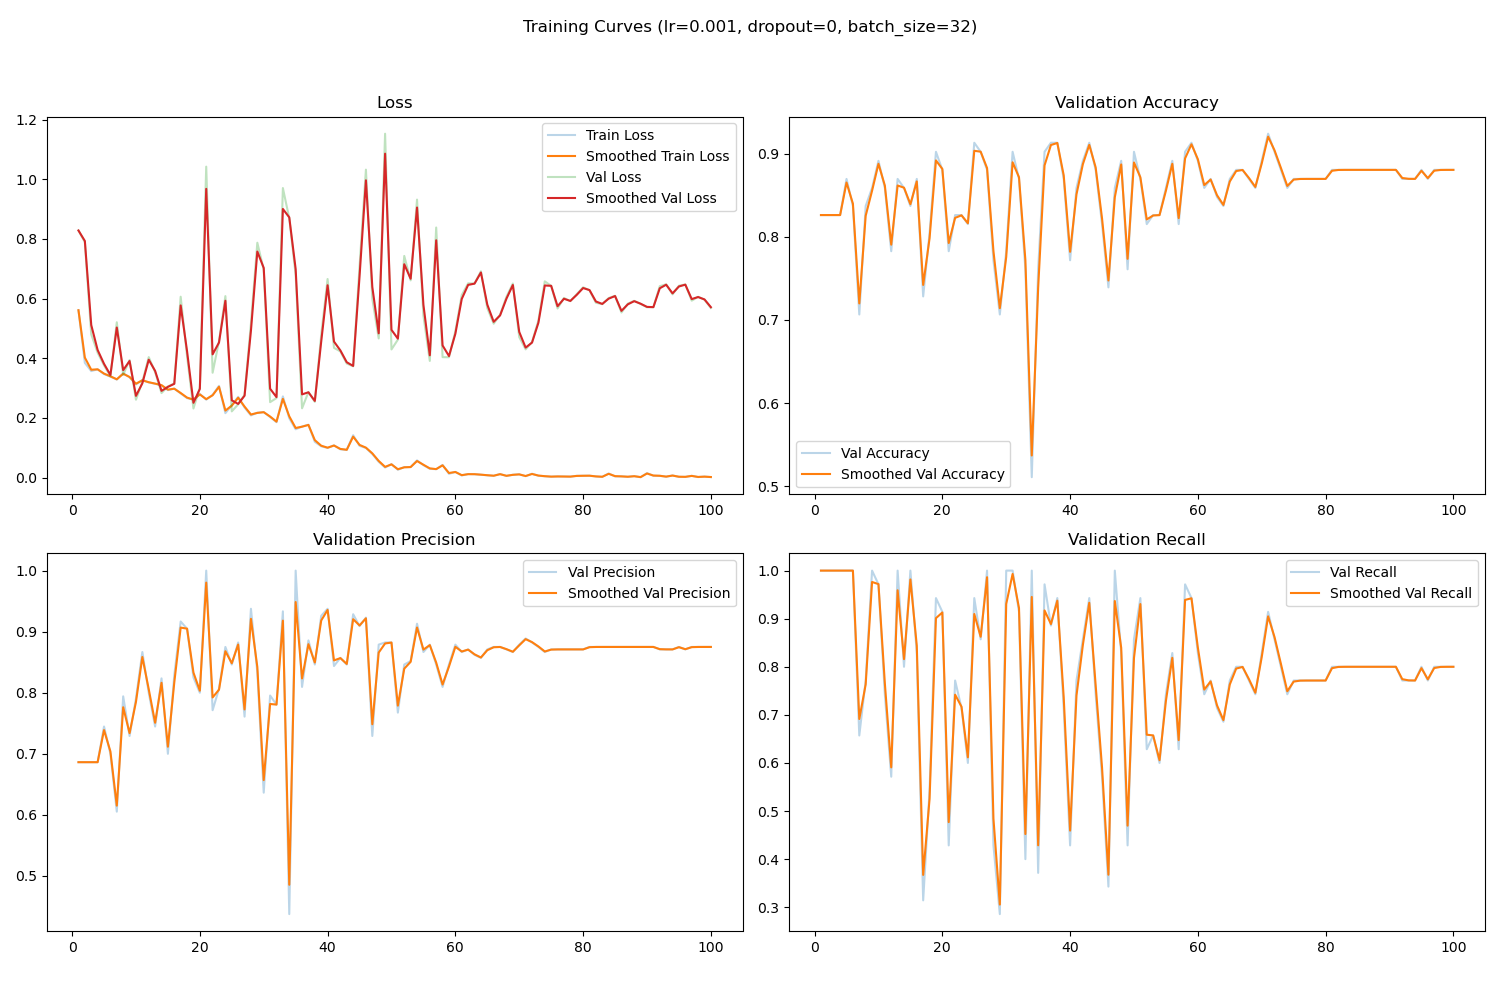 Training Curves (lr=0.001, dropout=0, batch_size=32)
Loss
1.2
1.0
0.8
0.6
0.4
0.2
0.0
0 20 40 60 80 100
Train Loss
Smoothed Train Loss
Val Loss
Smoothed Val Loss
Validation Accuracy
0.9
0.8
0.7
0.6
0.5
0 20 40 60 80 100
Val Accuracy
Smoothed Val Accuracy
Validation Precision
1.0
0.9
0.8
0.7
0.6
0.5
0 20 40 60 80 100
Val Precision
Smoothed Val Precision
Validation Recall
1.0
0.9
0.8
0.7
0.6
0.5
0.4
0.3
0 20 40 60 80 100
Val Recall
Smoothed Val Recall